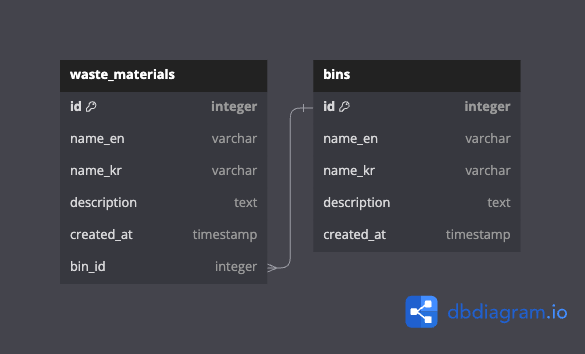 waste_materials
id integer
name_en varchar
name_kr varchar
description text
created_at timestamp
bin_id integer
bins
id integer
name_en varchar
name_kr varchar
description text
created_at timestamp
dbdiagram.io